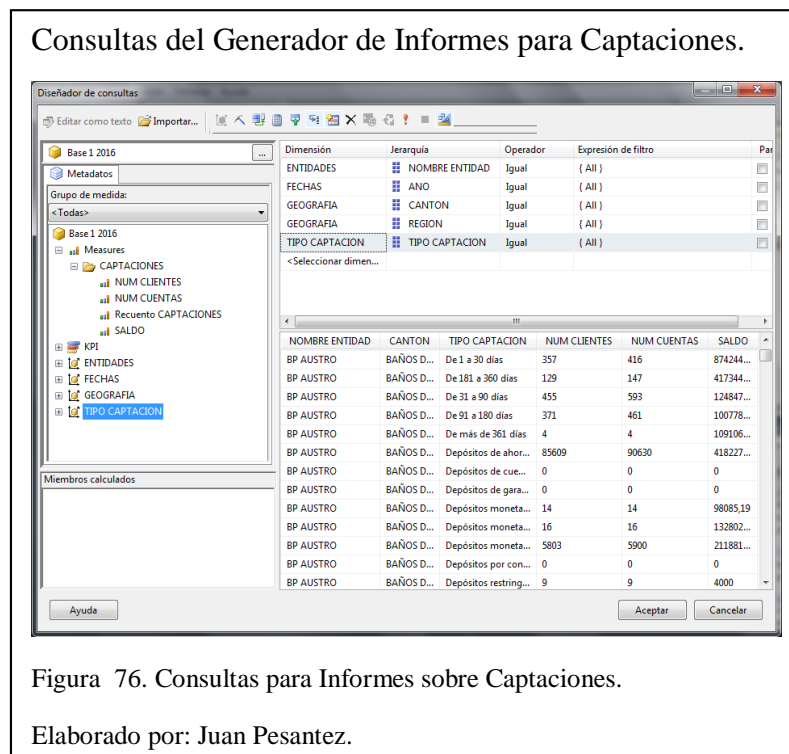 Consultas del Generador de Informes para Captaciones.
Diseñador de consultas
Editar como texto Importar...
Base 1 2016 ...
Metadatos
Grupo de medida:
<Todas>
Base 1 2016
Measures
CAPTACIONES
NUM CLIENTES
NUM CUENTAS
Recuento CAPTACIONES
SALDO
KPI
ENTIDADES
FECHAS
GEOGRAFIA
TIPO CAPTACION
Miembros calculados
Dimensión Jerarquía Operador Expresión de filtro Par
ENTIDADES NOMBRE ENTIDAD Igual { All }
FECHAS ANO Igual { All }
GEOGRAFIA CANTON Igual { All }
GEOGRAFIA REGION Igual { All }
TIPO CAPTACION TIPO CAPTACION Igual { All }
<Seleccionar dimen...
NOMBRE ENTIDAD CANTON TIPO CAPTACION NUM CLIENTES NUM CUENTAS SALDO
BP AUSTRO BAÑOS D... De 1 a 30 días 357 416 874244...
BP AUSTRO BAÑOS D... De 181 a 360 días 129 147 417344...
BP AUSTRO BAÑOS D... De 31 a 90 días 455 593 124847...
BP AUSTRO BAÑOS D... De 91 a 180 días 371 461 100778...
BP AUSTRO BAÑOS D... De más de 361 días 4 4 109106...
BP AUSTRO BAÑOS D... Depósitos de ahor... 85609 90630 418227...
BP AUSTRO BAÑOS D... Depósitos de cue... 0 0 0
BP AUSTRO BAÑOS D... Depósitos de gara... 0 0 0
BP AUSTRO BAÑOS D... Depósitos moneta... 14 14 98085,19
BP AUSTRO BAÑOS D... Depósitos moneta... 16 16 132802...
BP AUSTRO BAÑOS D... Depósitos moneta... 5803 5900 211881...
BP AUSTRO BAÑOS D... Depósitos por con... 0 0 0
BP AUSTRO BAÑOS D... Depósitos restring... 9 9 4000
Ayuda Aceptar Cancelar
Figura 76. Consultas para Informes sobre Captaciones.
Elaborado por: Juan Pesantez.